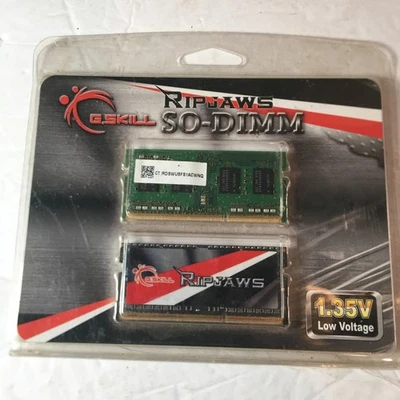 G.SKILL
RIPJAWS
SO-DIMM
G.SKILL RIPJAWS
1.35V
Low Voltage